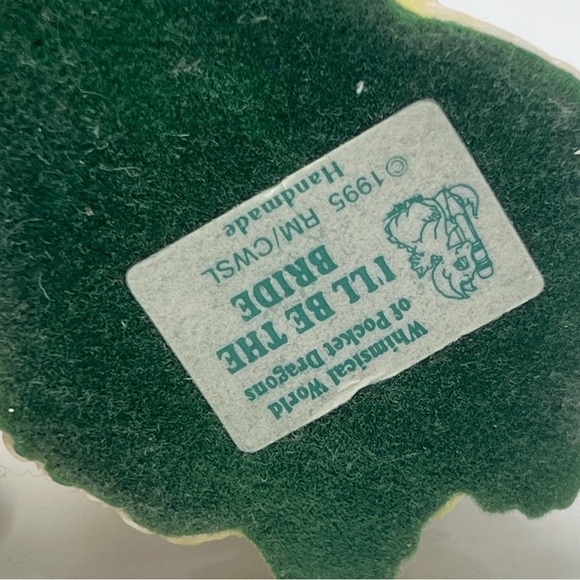 Whimsical World
of Pocket Dragons
I'LL BE THE
BRIDE
© 1995 RM/CWSL
Handmade